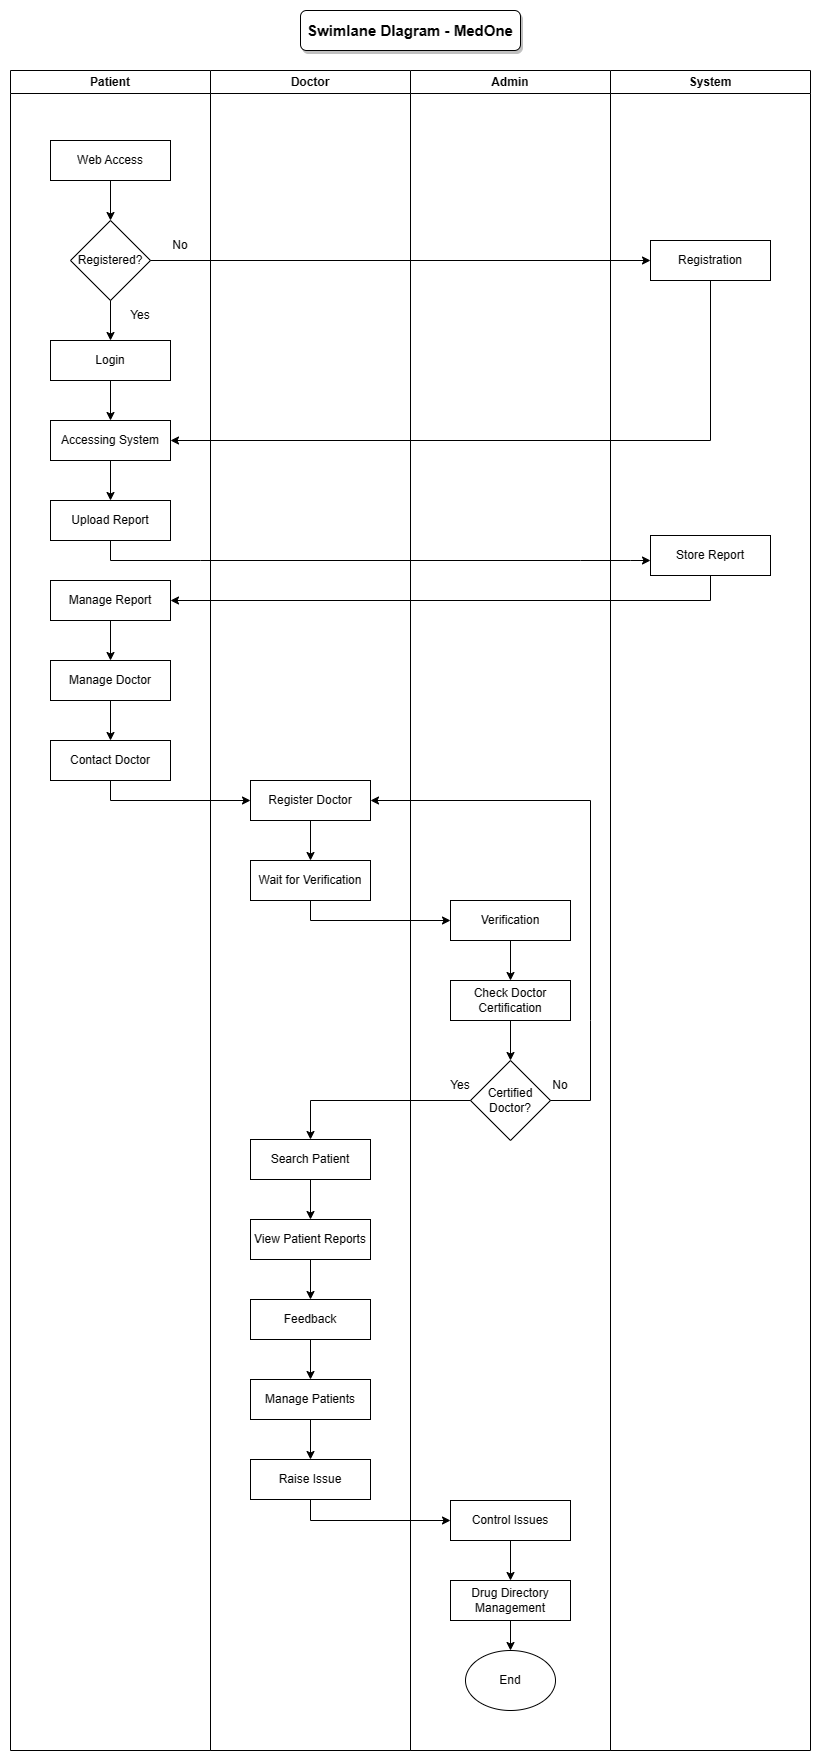 Swimlane DIagram - MedOne
Patient
Doctor
Admin
System
Web Access
Registered?
No
Registration
Yes
Login
Accessing System
Upload Report
Store Report
Manage Report
Manage Doctor
Contact Doctor
Register Doctor
Wait for Verification
Verification
Check Doctor
Certification
Yes
Certified
Doctor?
No
Search Patient
View Patient Reports
Feedback
Manage Patients
Raise Issue
Control Issues
Drug Directory
Management
End